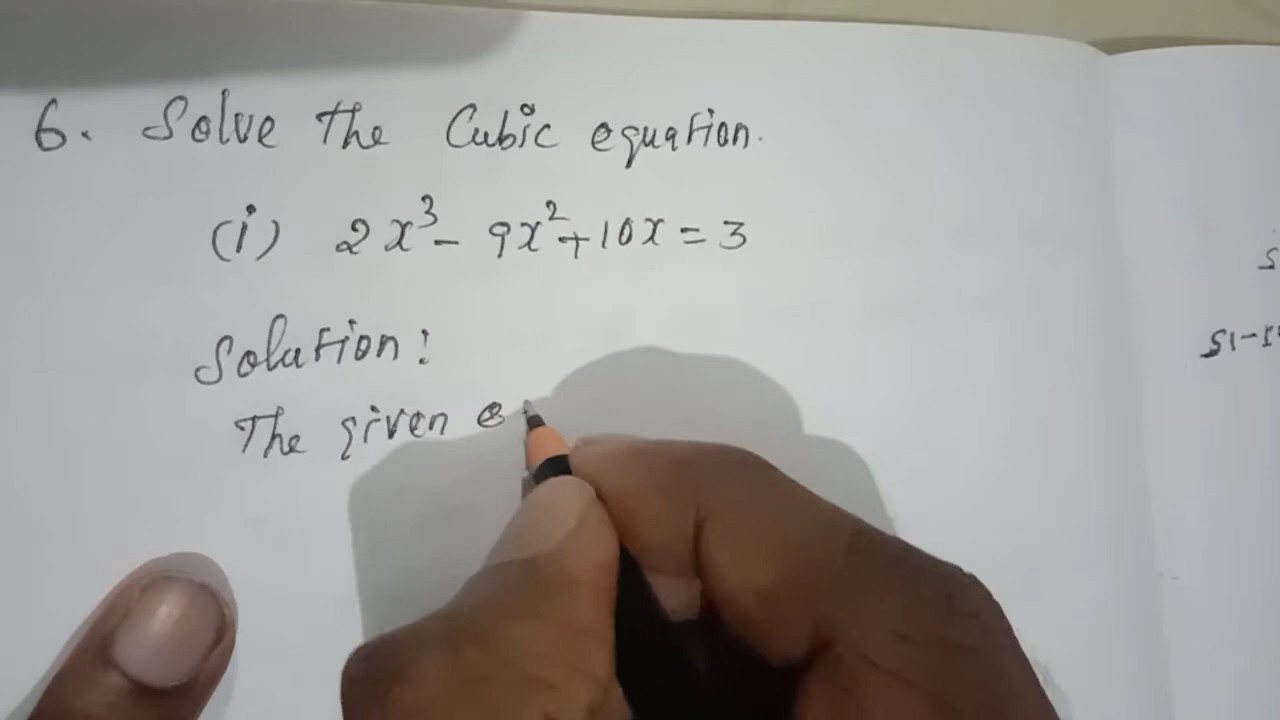 6. Solve the Cubic equation.
(i) 2x³ - 9x² + 10x = 3
Solution:
The given e